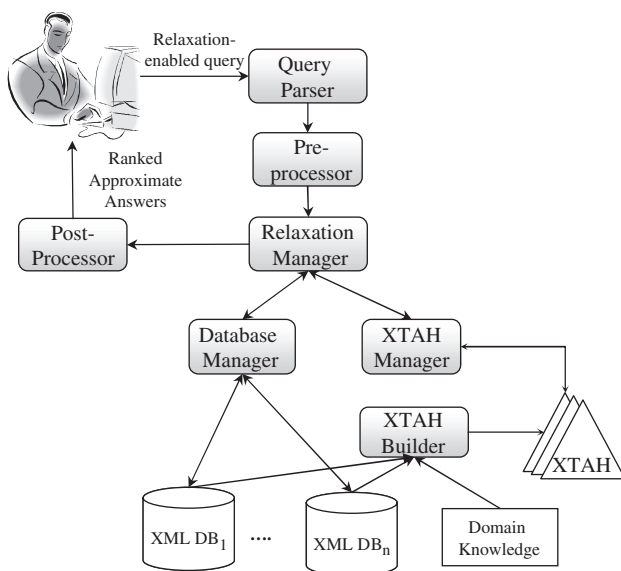 Relaxation-
enabled query
Query
Parser
Pre-
processor
Ranked
Approximate
Answers
Post-
Processor
Relaxation
Manager
Database
Manager
XTAH
Manager
XTAH
Builder
XTAH
XML DB1
....
XML DBn
Domain
Knowledge